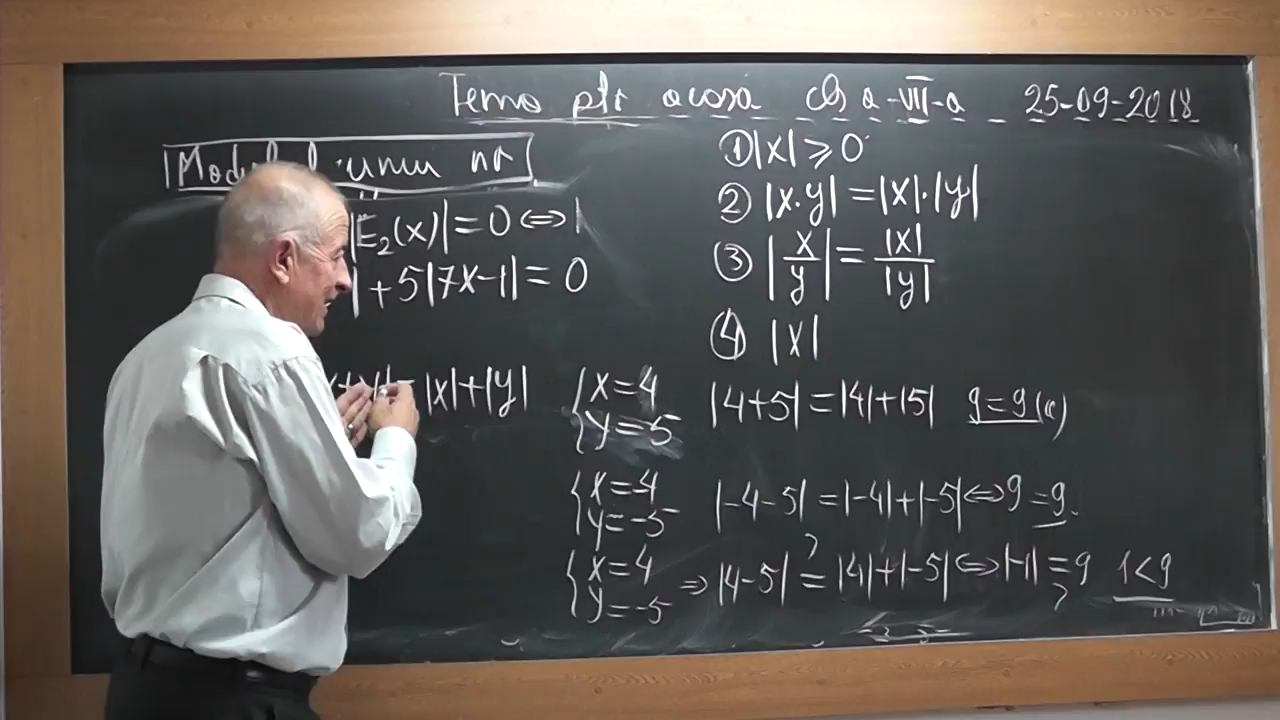 Tema ptr acasă cls a-VII-a 25-09-2018
unui nr
|E₂(x)|=0 ⇔ |
|+5|7x-1|=0
① |x|⩾0
② |x·y|=|x|·|y|
③ |x/y|=|x|/|y|
④ |x|
x+y|=|x|+|y|
{x=4 y=5 |4+5|=|4|+|5| 9=9(a)
{x=-4 y=-5 |-4-5|=|-4|+|-5|⇔9=9.
{x=4 y=-5 ⇒|4-5| ?= |4|+|-5|⇔|-1| =? 9 1<9